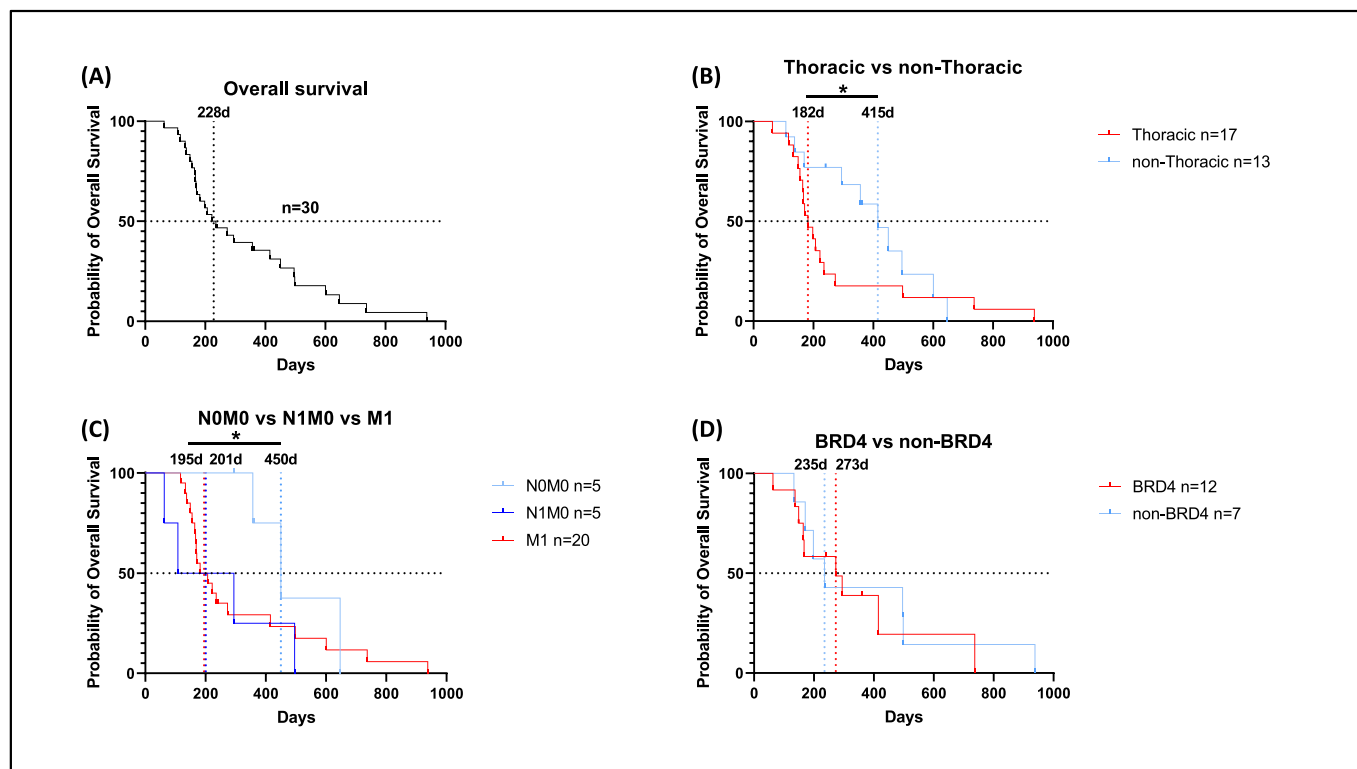 (A)
Overall survival
228d
n=30
Probability of Overall Survival
100
50
0
0 200 400 600 800 1000
Days
(B)
Thoracic vs non-Thoracic
*
182d 415d
Probability of Overall Survival
100
50
0
0 200 400 600 800 1000
Days
Thoracic n=17
non-Thoracic n=13
(C)
N0M0 vs N1M0 vs M1
*
195d 201d 450d
Probability of Overall Survival
100
50
0
0 200 400 600 800 1000
Days
N0M0 n=5
N1M0 n=5
M1 n=20
(D)
BRD4 vs non-BRD4
235d 273d
Probability of Overall Survival
100
50
0
0 200 400 600 800 1000
Days
BRD4 n=12
non-BRD4 n=7